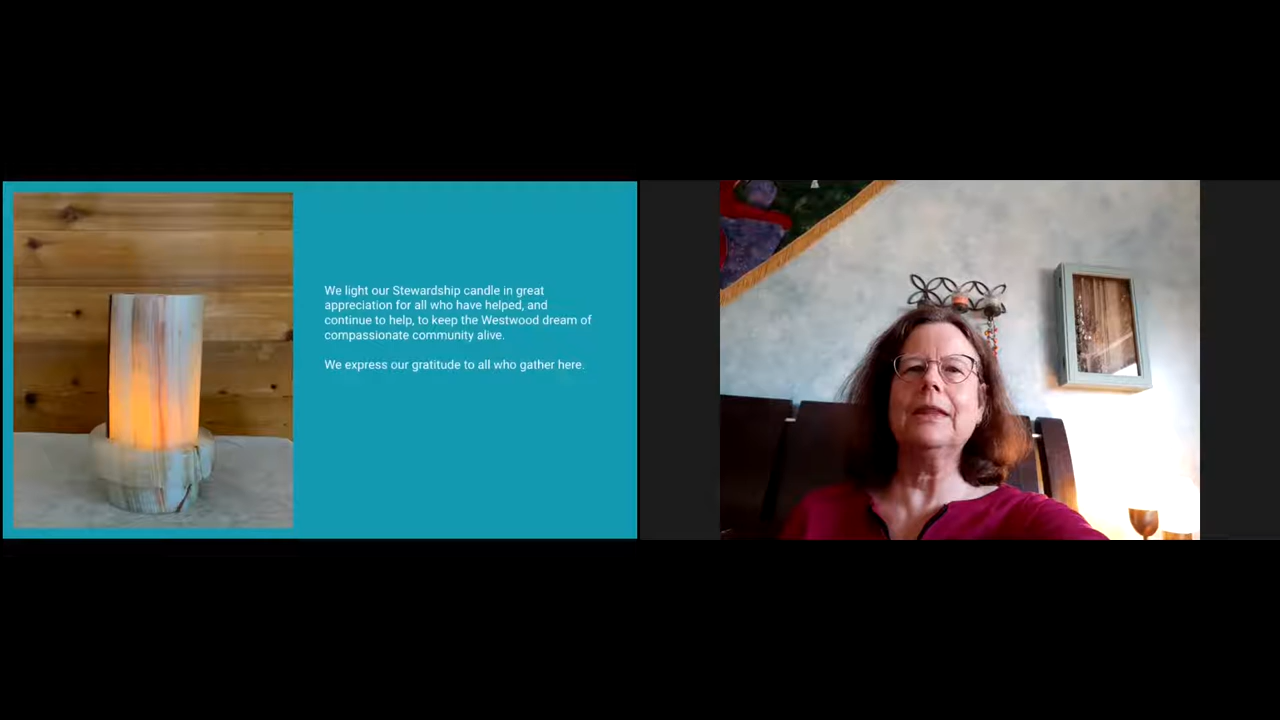 We light our Stewardship candle in great
appreciation for all who have helped, and
continue to help, to keep the Westwood dream of
compassionate community alive.
We express our gratitude to all who gather here.